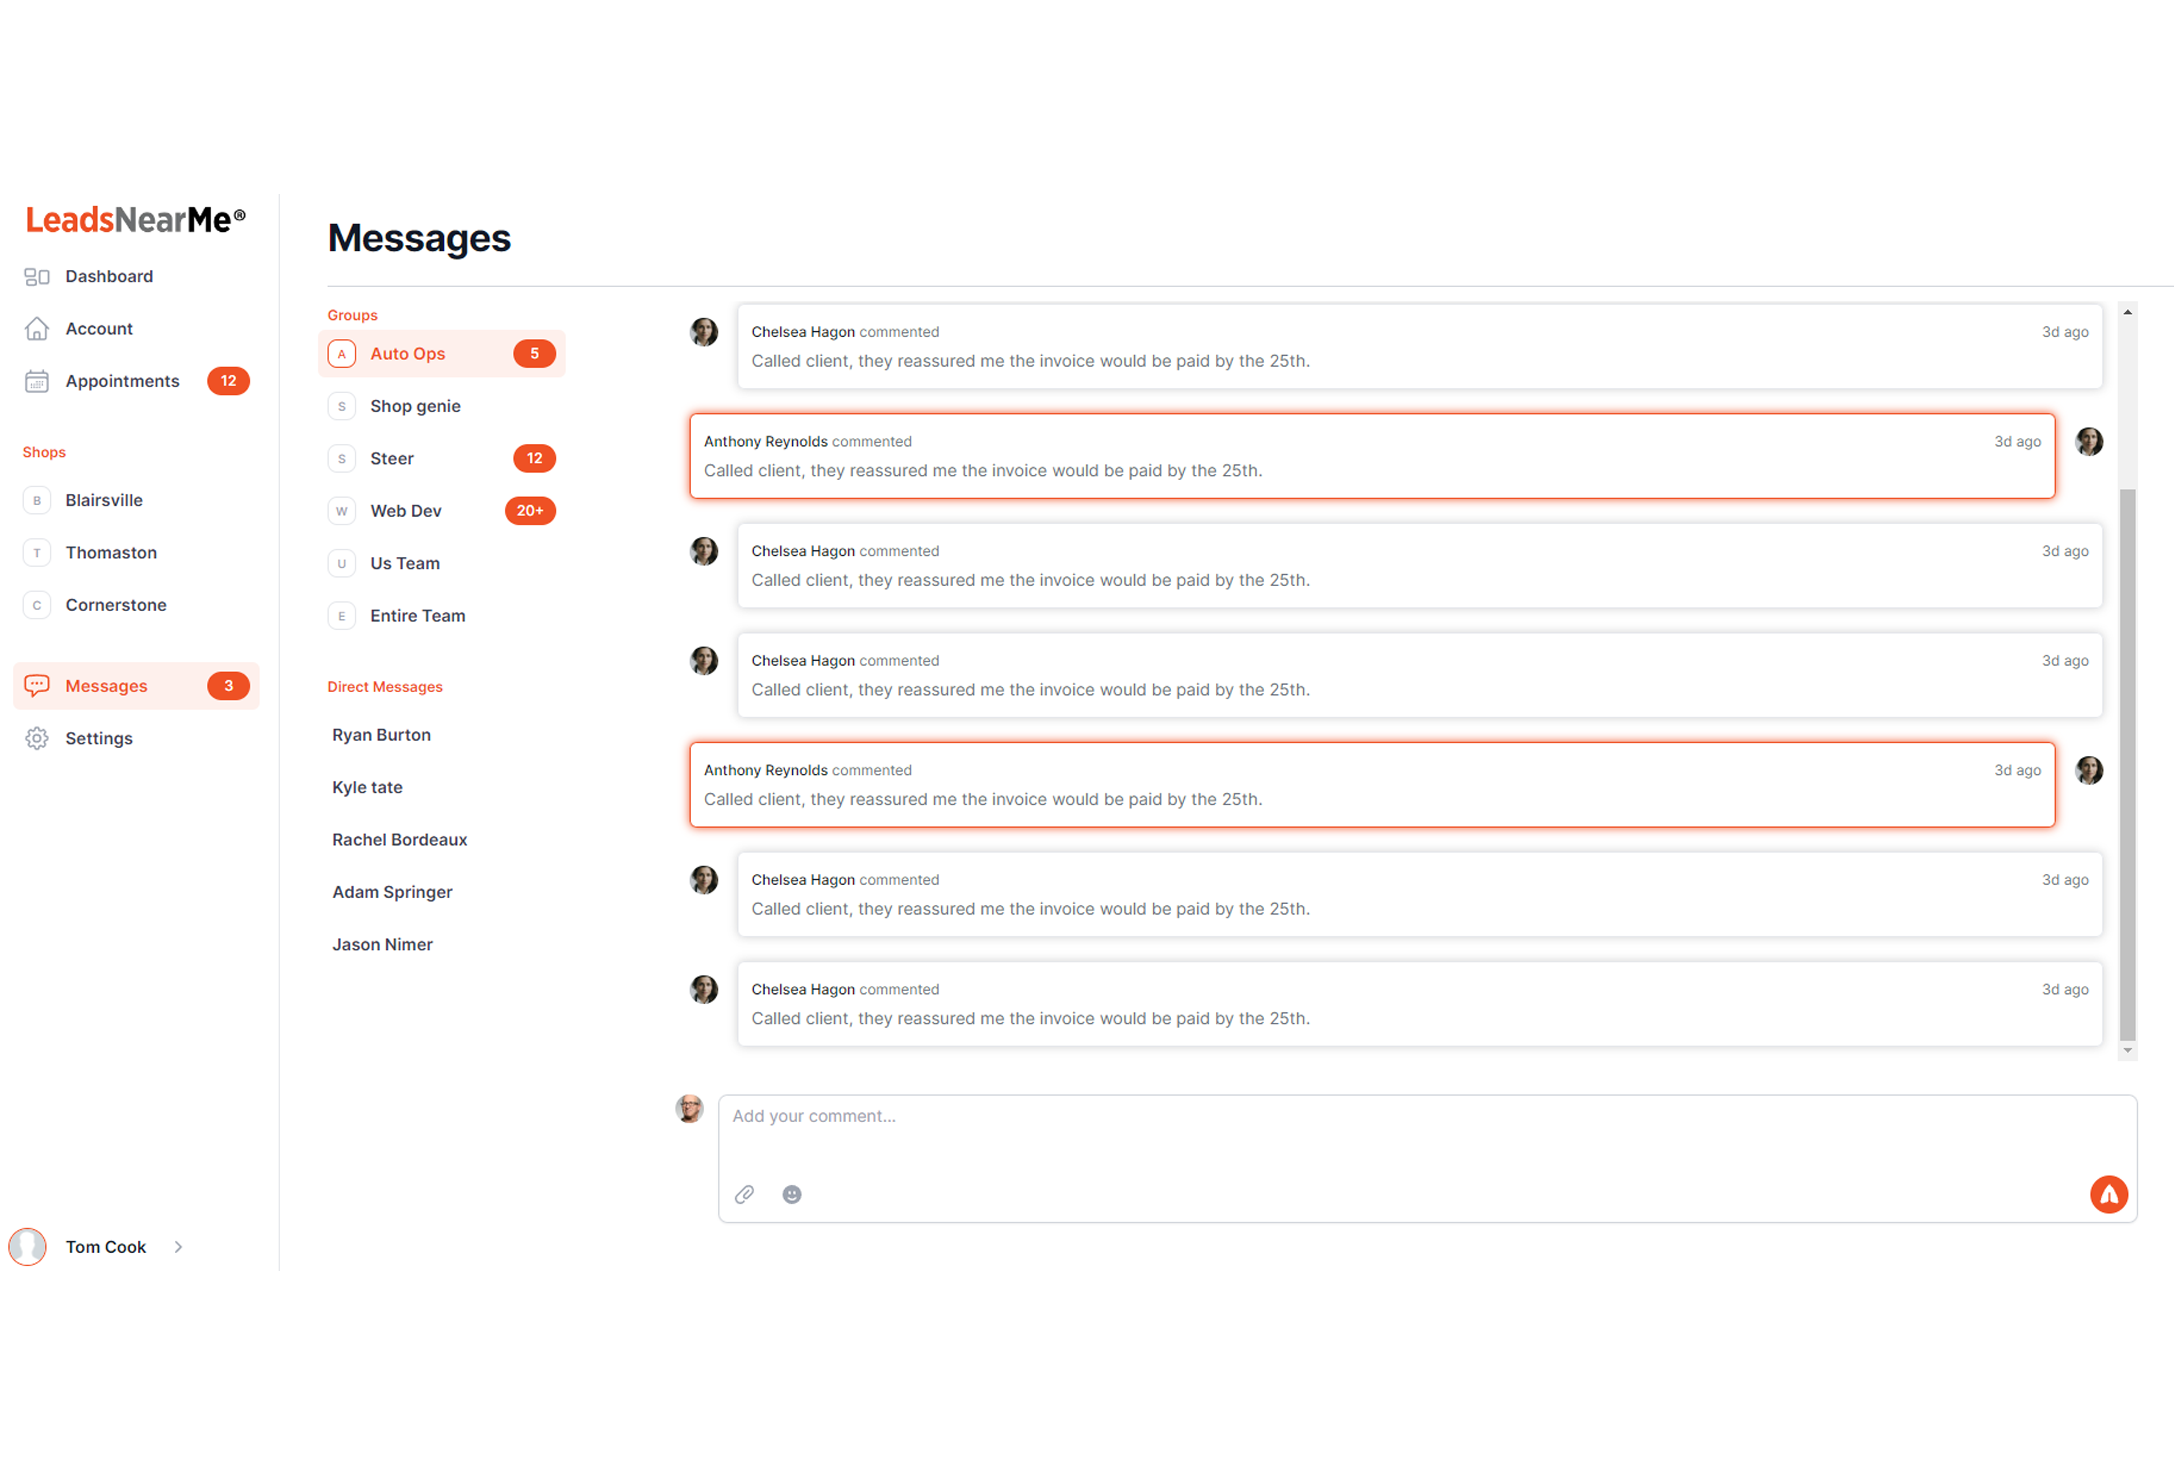 LeadsNearMe®
Dashboard
Account
Appointments 12
Shops
B Blairsville
T Thomaston
C Cornerstone
Messages 3
Settings
Tom Cook
Messages
Groups
A Auto Ops 5
S Shop genie
S Steer 12
W Web Dev 20+
U Us Team
E Entire Team
Direct Messages
Ryan Burton
Kyle tate
Rachel Bordeaux
Adam Springer
Jason Nimer
Chelsea Hagon commented 3d ago
Called client, they reassured me the invoice would be paid by the 25th.
Anthony Reynolds commented 3d ago
Called client, they reassured me the invoice would be paid by the 25th.
Chelsea Hagon commented 3d ago
Called client, they reassured me the invoice would be paid by the 25th.
Chelsea Hagon commented 3d ago
Called client, they reassured me the invoice would be paid by the 25th.
Anthony Reynolds commented 3d ago
Called client, they reassured me the invoice would be paid by the 25th.
Chelsea Hagon commented 3d ago
Called client, they reassured me the invoice would be paid by the 25th.
Chelsea Hagon commented 3d ago
Called client, they reassured me the invoice would be paid by the 25th.
Add your comment...